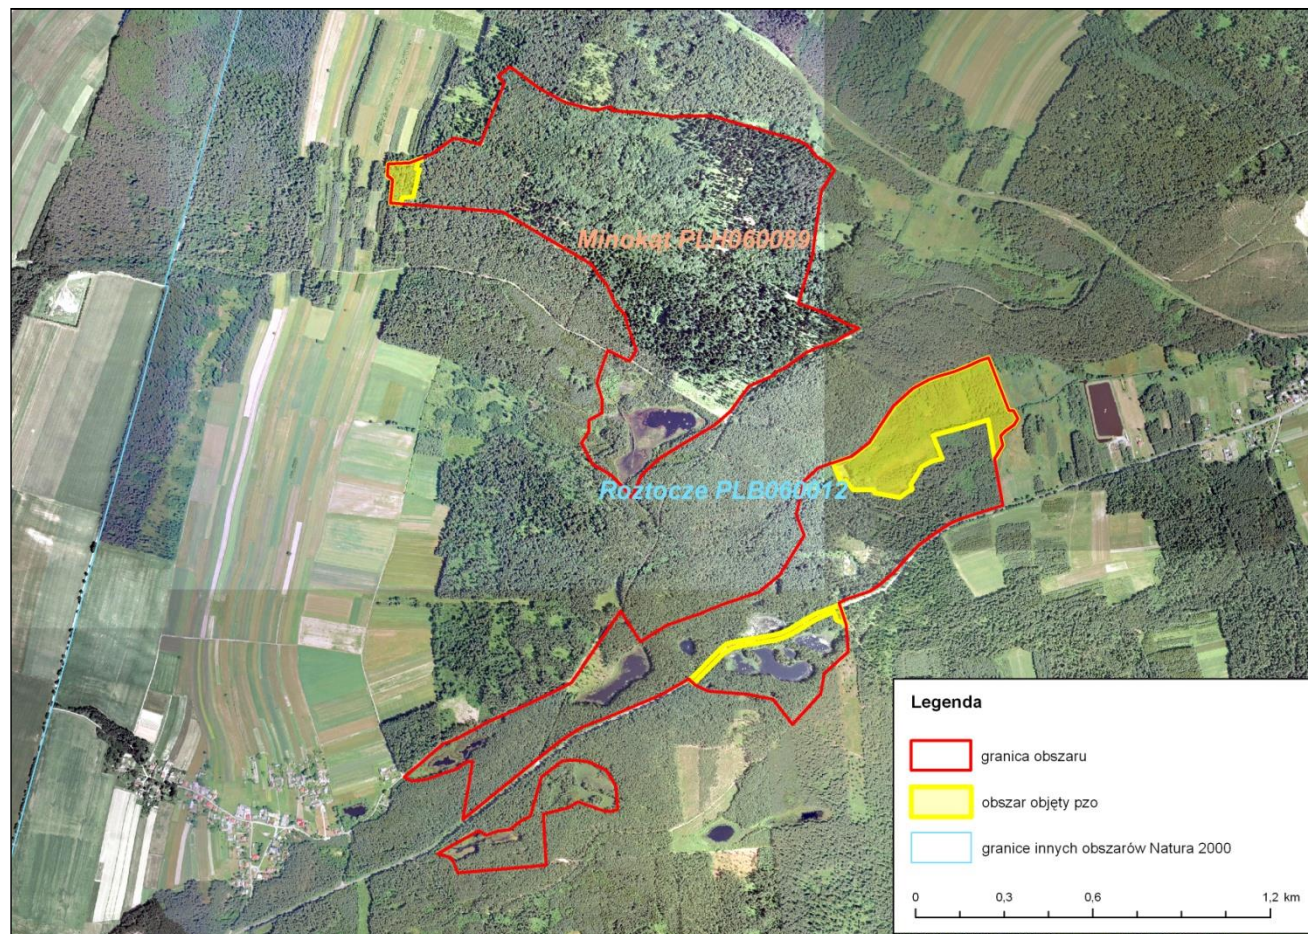 Minokąt PLH060089
Roztocze PLB060012
Legenda
granica obszaru
obszar objęty pzo
granice innych obszarów Natura 2000
0 0,3 0,6 1,2 km